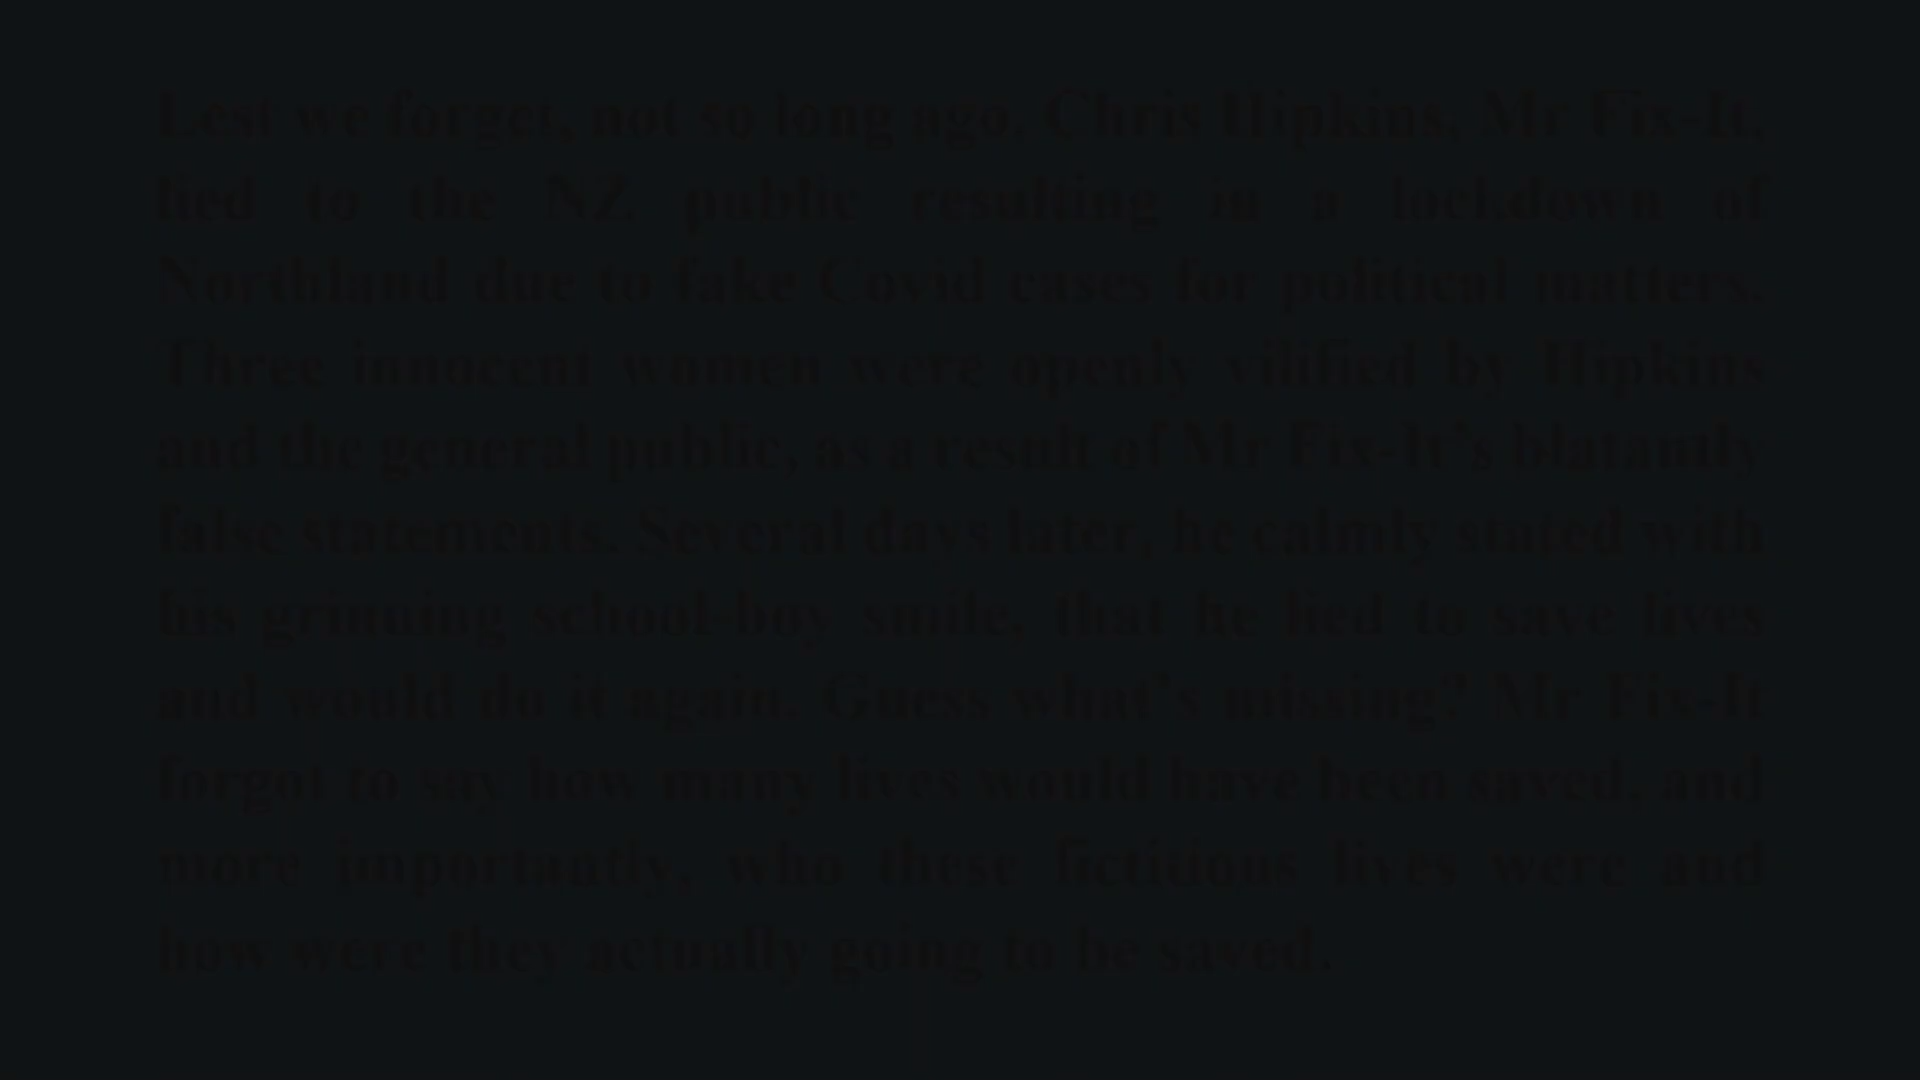 Lest we forget, not so long ago, Chris Hipkins, Mr Fix-It,
lied to the NZ public resulting in a lockdown of
Northland due to fake Covid cases for political matters.
Three innocent women were openly vilified by Hipkins
and the general public, as a result of Mr Fix-It's blatantly
false statements. Several days later, he calmly stated with
his grinning school-boy smile, that he lied to save lives
and would do it again. Guess what's missing? Mr Fix-It
forgot to say how many lives would have been saved, and
more importantly, who these fictitious lives were and
how were they actually going to be saved.